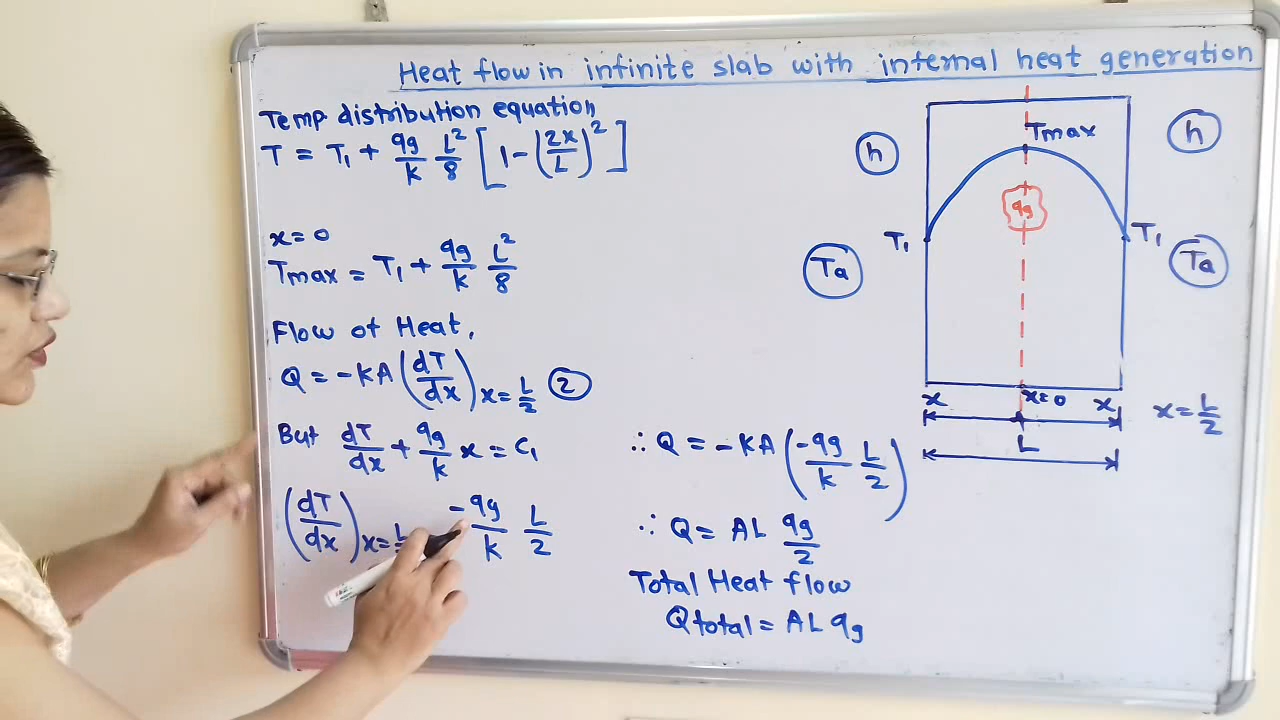 Heat flow in infinite slab with internal heat generation
Temp distribution equation
T = T₁ + qg/k L²/8 [1 - (2x/L)²]
x = 0
Tmax = T₁ + qg/k L²/8
Flow of Heat,
Q = -kA (dT/dx) x = L/2 ②
But dT/dx + qg/k x = C₁
(dT/dx) x = L/2 - qg/k L/2
∴ Q = -kA (-qg/k L/2)
∴ Q = AL qg/2
Total Heat flow
Qtotal = AL qg
Tmax
h
h
qg
T₁
T₁
Ta
Ta
x
x=0
x
x = L/2
L